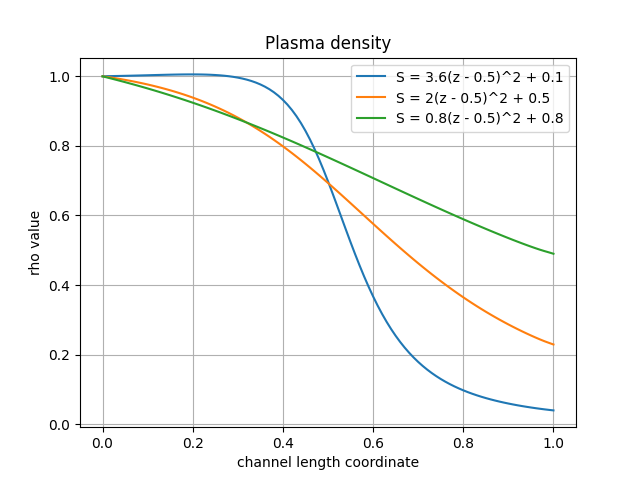 Plasma density
S = 3.6(z - 0.5)^2 + 0.1
S = 2(z - 0.5)^2 + 0.5
S = 0.8(z - 0.5)^2 + 0.8
rho value
1.0
0.8
0.6
0.4
0.2
0.0
0.0 0.2 0.4 0.6 0.8 1.0
channel length coordinate